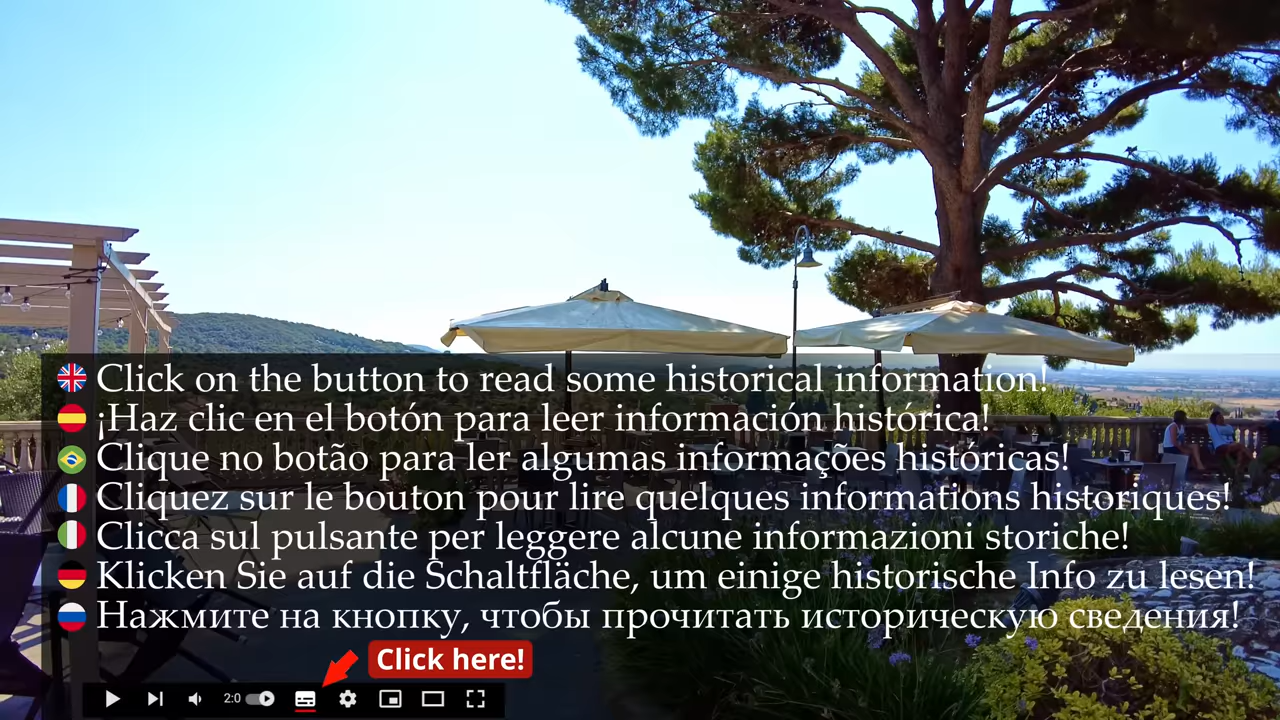 Click on the button to read some historical information!
¡Haz clic en el botón para leer información histórica!
Clique no botão para ler algumas informações históricas!
Cliquez sur le bouton pour lire quelques informations historiques!
Clicca sul pulsante per leggere alcune informazioni storiche!
Klicken Sie auf die Schaltfläche, um einige historische Info zu lesen!
Нажмите на кнопку, чтобы прочитать историческую сведения!
Click here!
2:0